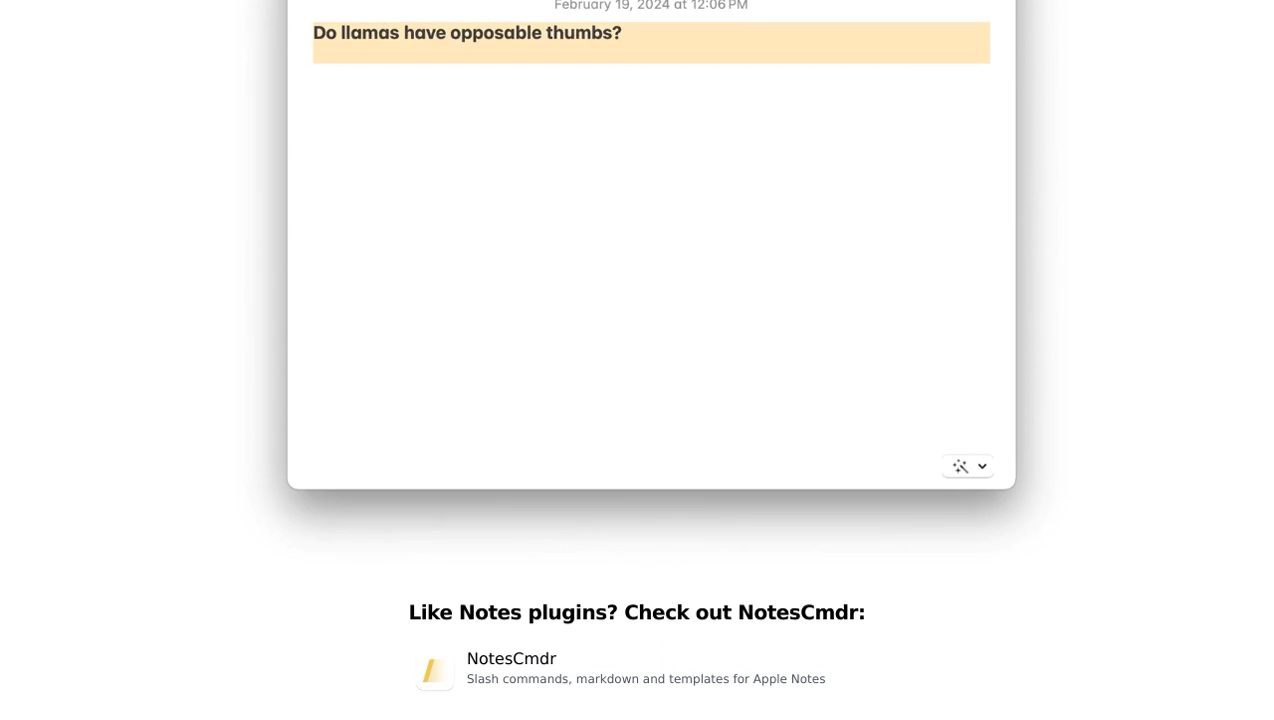 February 19, 2024 at 12:06 PM
Do llamas have opposable thumbs?
Like Notes plugins? Check out NotesCmdr:
NotesCmdr
Slash commands, markdown and templates for Apple Notes